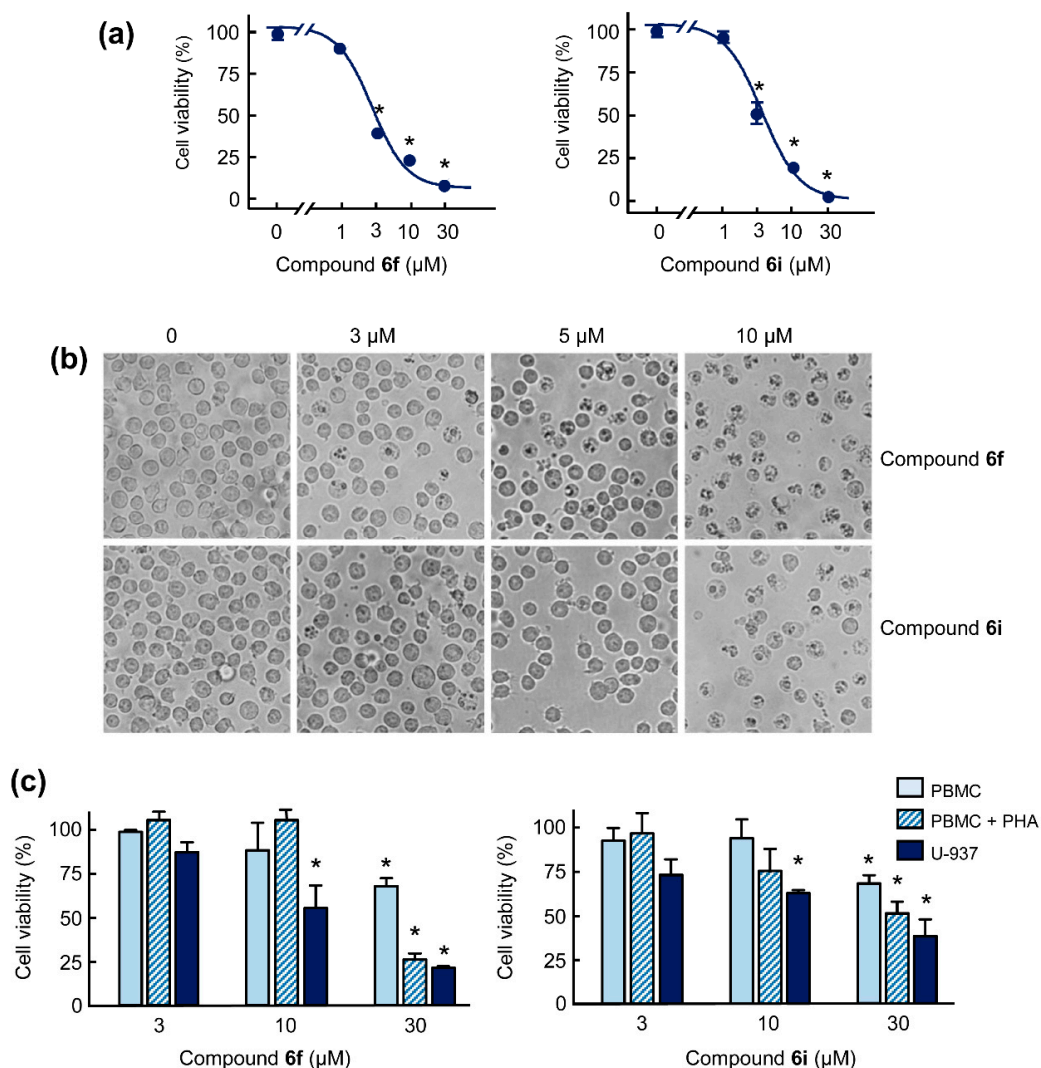 (a)
Cell viability (%)
100
75
50
25
0
*
*
*
0 1 3 10 30
Compound 6f (µM)
Cell viability (%)
100
75
50
25
0
*
*
*
0 1 3 10 30
Compound 6i (µM)
(b)
0 3 µM 5 µM 10 µM
Compound 6f
Compound 6i
(c)
Cell viability (%)
100
75
50
25
0
*
*
*
*
3 10 30
Compound 6f (µM)
Cell viability (%)
100
75
50
25
0
*
*
*
*
3 10 30
Compound 6i (µM)
PBMC
PBMC + PHA
U-937